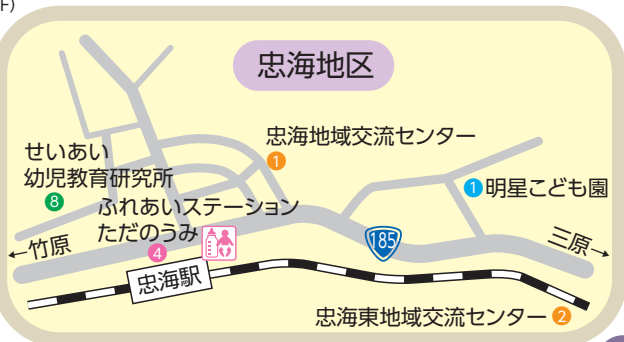 F)
忠海地区
忠海地域交流センター
1
せいあい
幼児教育研究所
8
1 明星こども園
ふれあいステーション
ただのうみ
4
185
←竹原
三原→
忠海駅
忠海東地域交流センター 2